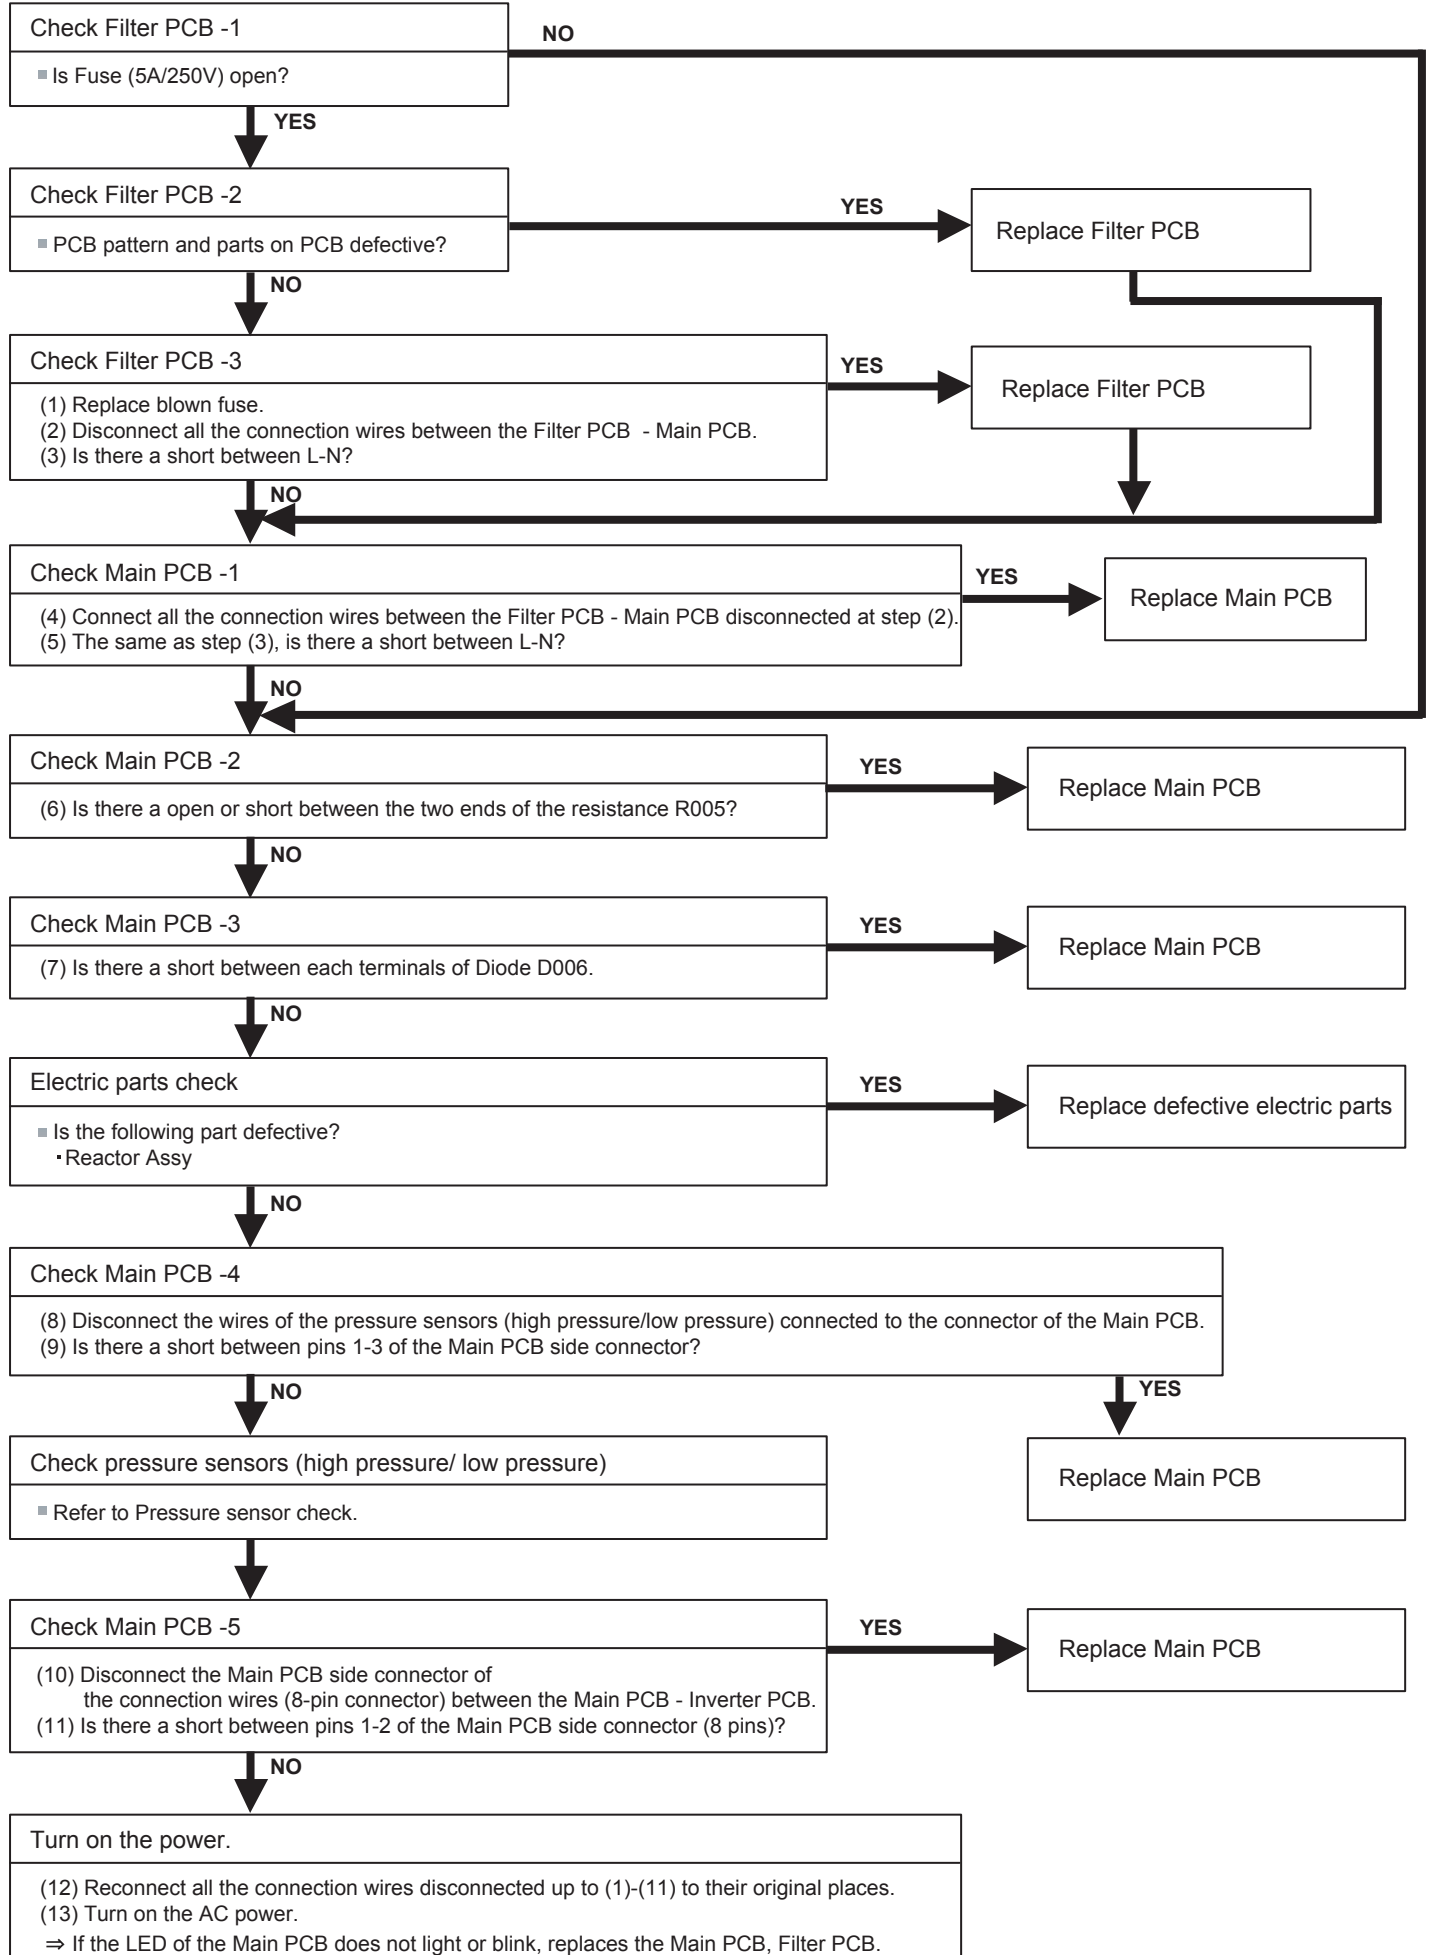 Check Filter PCB -1
NO
Is Fuse (5A/250V) open?
YES
Check Filter PCB -2
YES
Replace Filter PCB
PCB pattern and parts on PCB defective?
NO
Check Filter PCB -3
YES
Replace Filter PCB
(1) Replace blown fuse.
(2) Disconnect all the connection wires between the Filter PCB - Main PCB.
(3) Is there a short between L-N?
NO
Check Main PCB -1
YES
Replace Main PCB
(4) Connect all the connection wires between the Filter PCB - Main PCB disconnected at step (2).
(5) The same as step (3), is there a short between L-N?
NO
Check Main PCB -2
YES
Replace Main PCB
(6) Is there a open or short between the two ends of the resistance R005?
NO
Check Main PCB -3
YES
Replace Main PCB
(7) Is there a short between each terminals of Diode D006.
NO
Electric parts check
YES
Replace defective electric parts
Is the following part defective?
・Reactor Assy
NO
Check Main PCB -4
(8) Disconnect the wires of the pressure sensors (high pressure/low pressure) connected to the connector of the Main PCB.
(9) Is there a short between pins 1-3 of the Main PCB side connector?
NO
YES
Check pressure sensors (high pressure/ low pressure)
Replace Main PCB
Refer to Pressure sensor check.
Check Main PCB -5
YES
Replace Main PCB
(10) Disconnect the Main PCB side connector of
the connection wires (8-pin connector) between the Main PCB - Inverter PCB.
(11) Is there a short between pins 1-2 of the Main PCB side connector (8 pins)?
NO
Turn on the power.
(12) Reconnect all the connection wires disconnected up to (1)-(11) to their original places.
(13) Turn on the AC power.
⇒ If the LED of the Main PCB does not light or blink, replaces the Main PCB, Filter PCB.